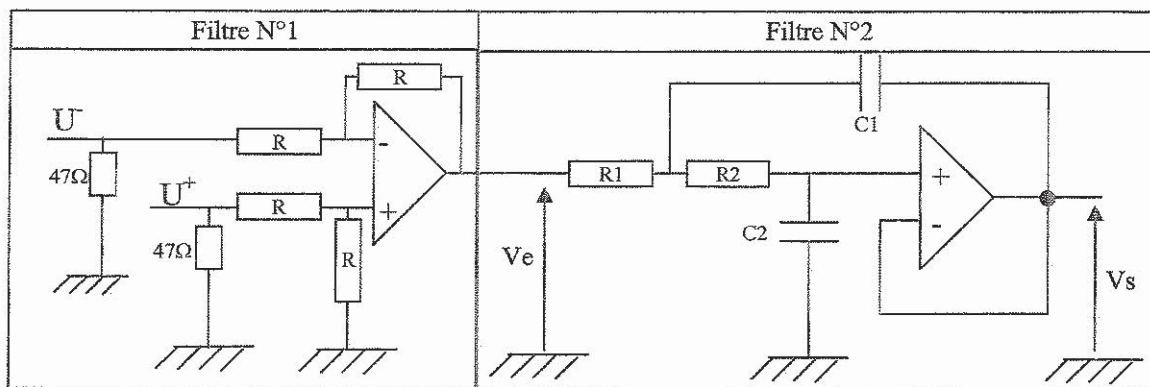 Filtre N°1
Filtre N°2
R
C1
U-
R
-
47Ω
U+
R
+
47Ω
R
R1
R2
+
-
C2
Ve
Vs